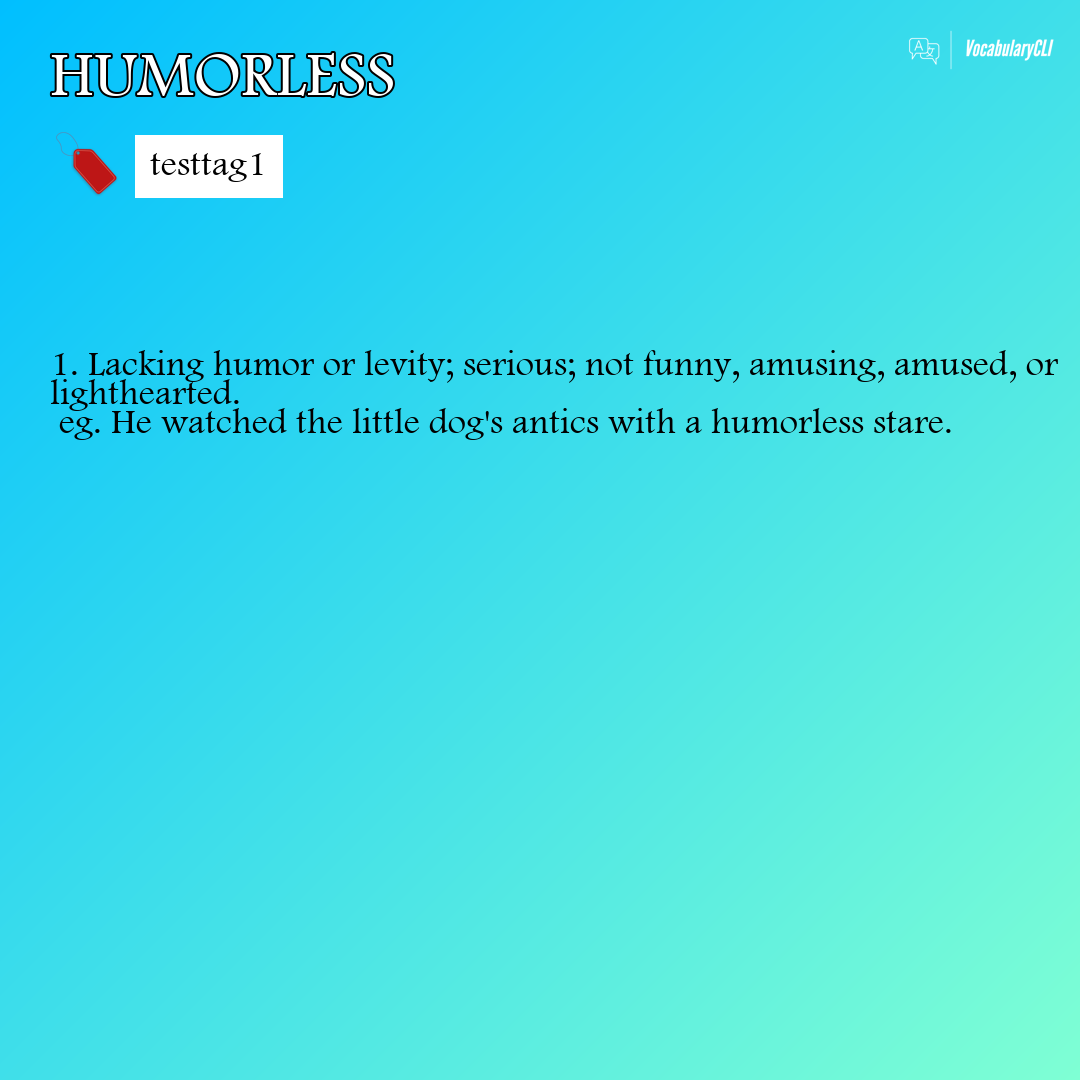 HUMORLESS
VocabularyCLI
testtag1
1. Lacking humor or levity; serious; not funny, amusing, amused, or
lighthearted.
eg. He watched the little dog's antics with a humorless stare.